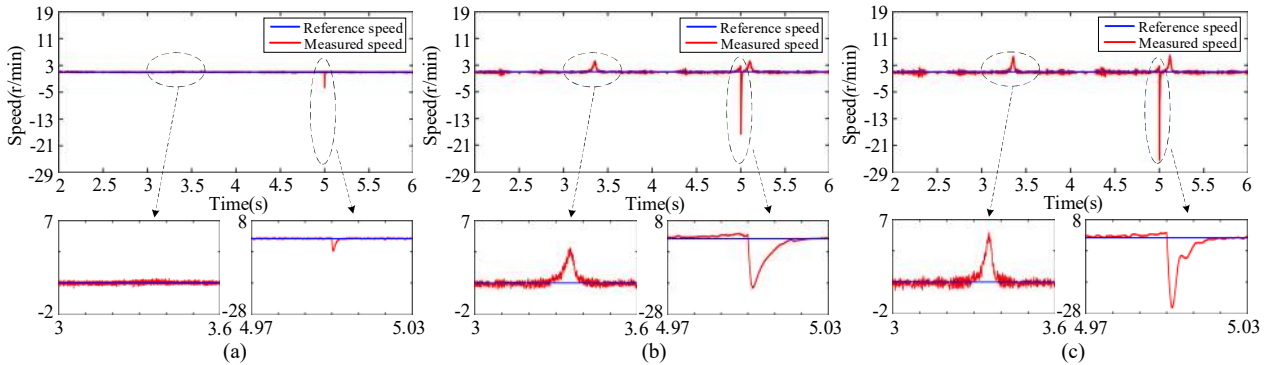 19
11
3
-5
-13
-21
-29
Speed(r/min)
Reference speed
Measured speed
2 2.5 3 3.5 4 4.5 5 5.5 6
Time(s)
7
-2
3 3.6
8
-28
4.97 5.03
(a)
19
11
3
-5
-13
-21
-29
Speed(r/min)
Reference speed
Measured speed
2 2.5 3 3.5 4 4.5 5 5.5 6
Time(s)
7
-2
3 3.6
8
-28
4.97 5.03
(b)
19
11
3
-5
-13
-21
-29
Speed(r/min)
Reference speed
Measured speed
2 2.5 3 3.5 4 4.5 5 5.5 6
Time(s)
7
-2
3 3.6
8
-28
4.97 5.03
(c)